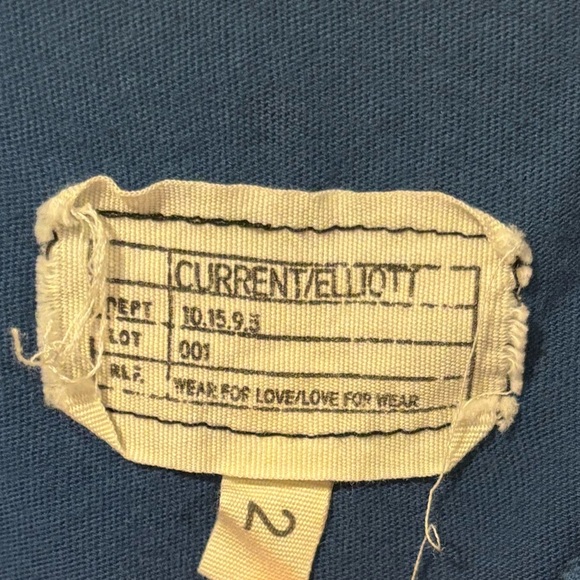 CURRENT/ELLIOTT
DEPT 10.15.9.3
LOT 001
RLF. WEAR FOR LOVE/LOVE FOR WEAR
2